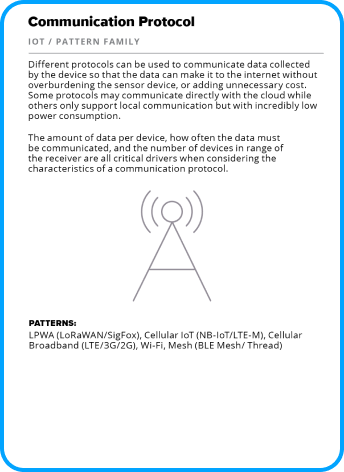 Communication Protocol
IOT / PATTERN FAMILY
Different protocols can be used to communicate data collected
by the device so that the data can make it to the internet without
overburdening the sensor device, or adding unnecessary cost.
Some protocols may communicate directly with the cloud while
others only support local communication but with incredibly low
power consumption.
The amount of data per device, how often the data must
be communicated, and the number of devices in range of
the receiver are all critical drivers when considering the
characteristics of a communication protocol.
PATTERNS:
LPWA (LoRaWAN/SigFox), Cellular IoT (NB-IoT/LTE-M), Cellular
Broadband (LTE/3G/2G), Wi-Fi, Mesh (BLE Mesh/ Thread)